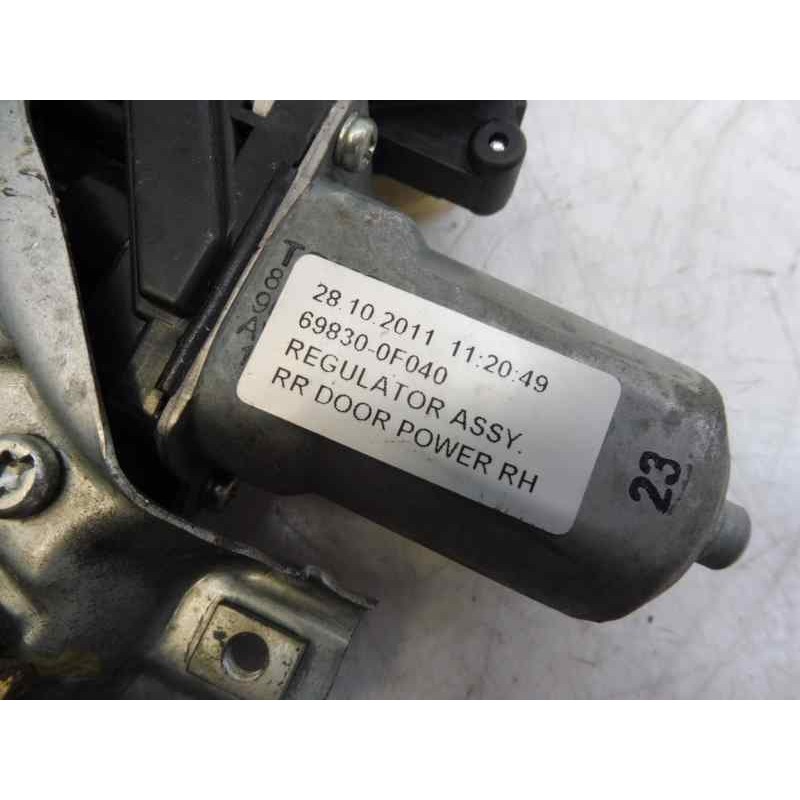 28.10.2011 11:20:49
69830-0F040
REGULATOR ASSY.
RR DOOR POWER RH
23